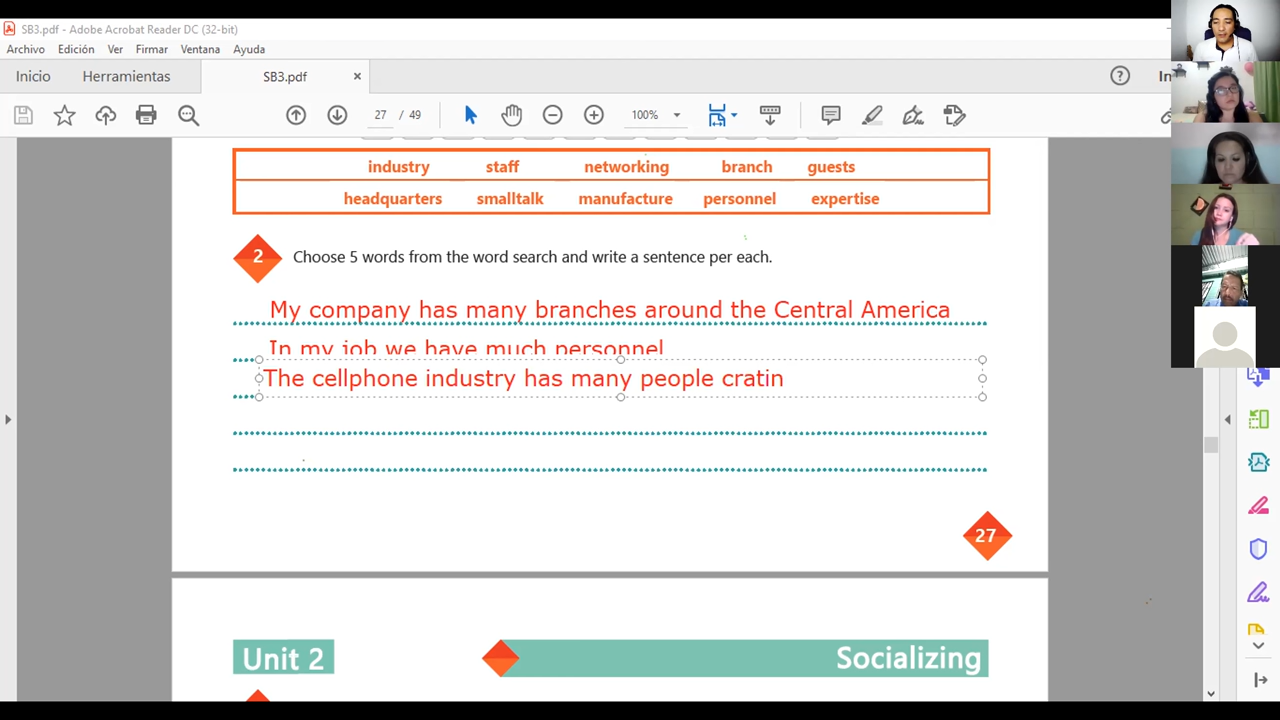 SB3.pdf - Adobe Acrobat Reader DC (32-bit)
Archivo Edición Ver Firmar Ventana Ayuda
Inicio Herramientas SB3.pdf ×
27 / 49 100%
industry staff networking branch guests
headquarters smalltalk manufacture personnel expertise
2 Choose 5 words from the word search and write a sentence per each.
My company has many branches around the Central America
In my job we have much personnel
The cellphone industry has many people cratin
27
Unit 2 Socializing